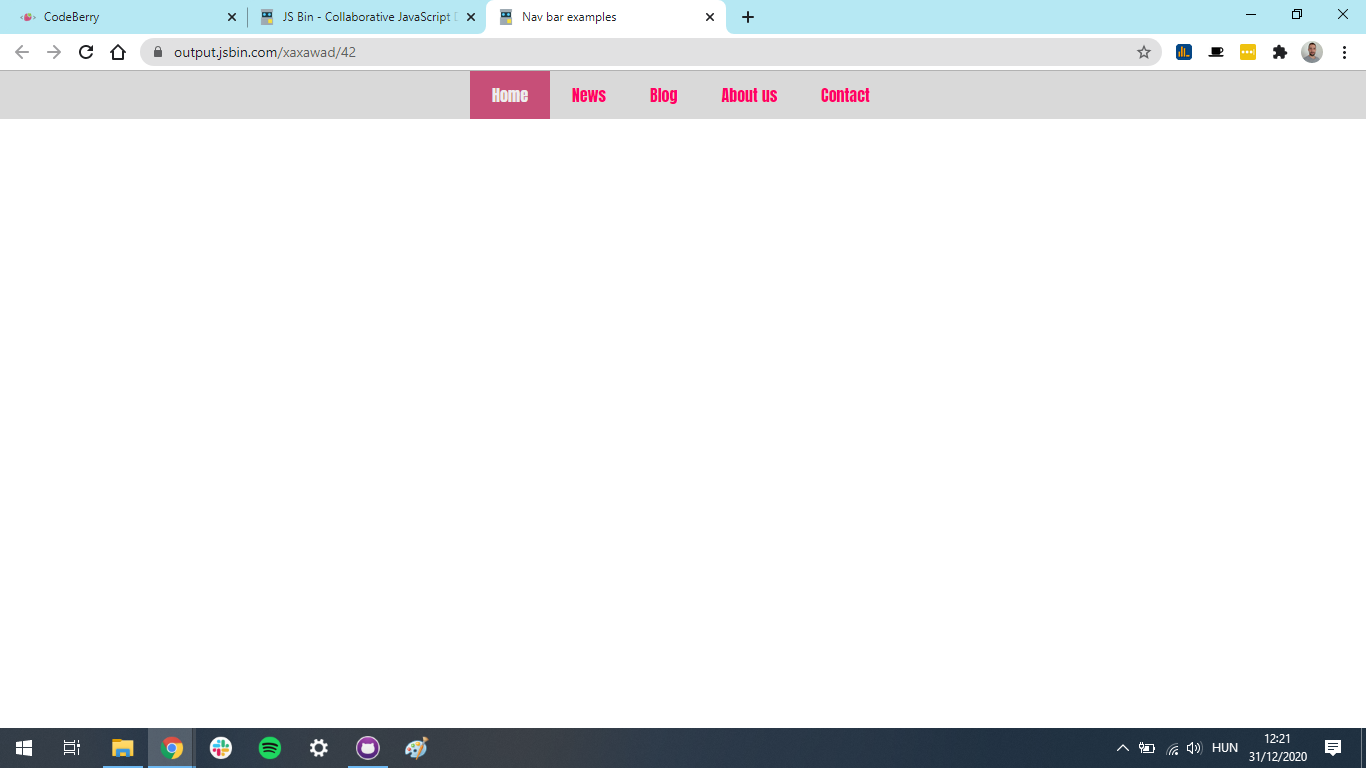 CodeBerry
JS Bin - Collaborative JavaScript
Nav bar examples
output.jsbin.com/xaxawad/42
Home News Blog About us Contact
HUN
12:21
31/12/2020